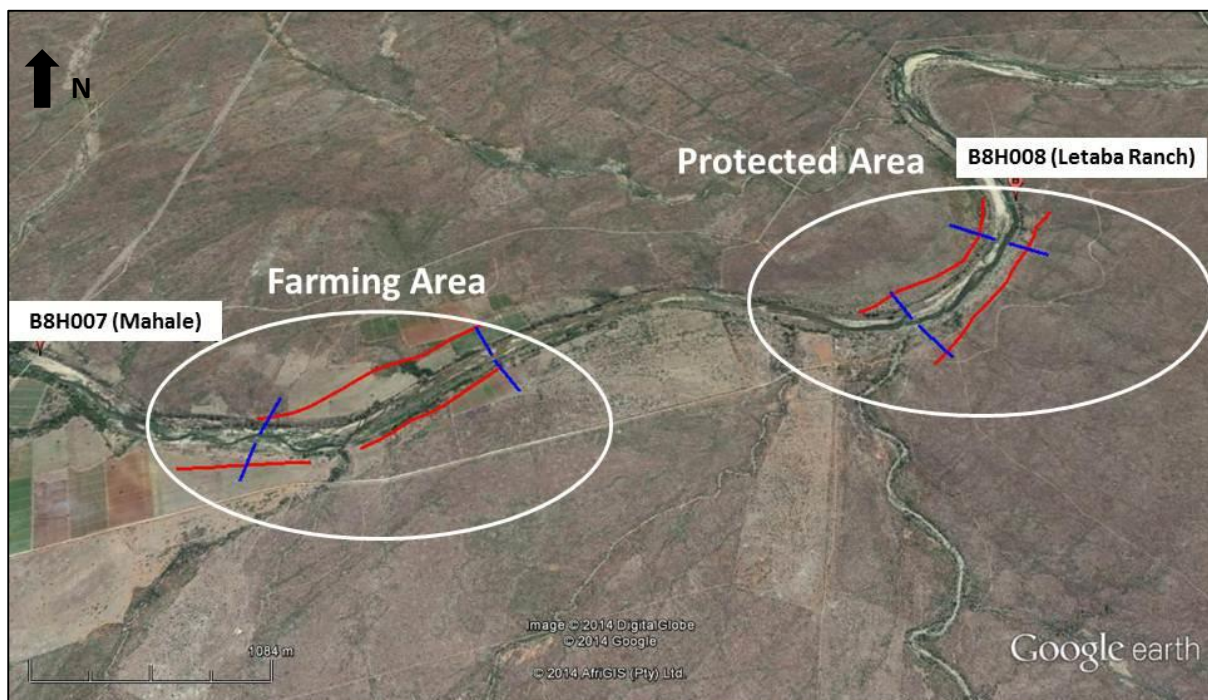 N
Protected Area
B8H008 (Letaba Ranch)
Farming Area
B8H007 (Mahale)
Image © 2014 DigitalGlobe
© 2014 Google
1084 m
© 2014 AfriGIS (Pty) Ltd.
Google earth